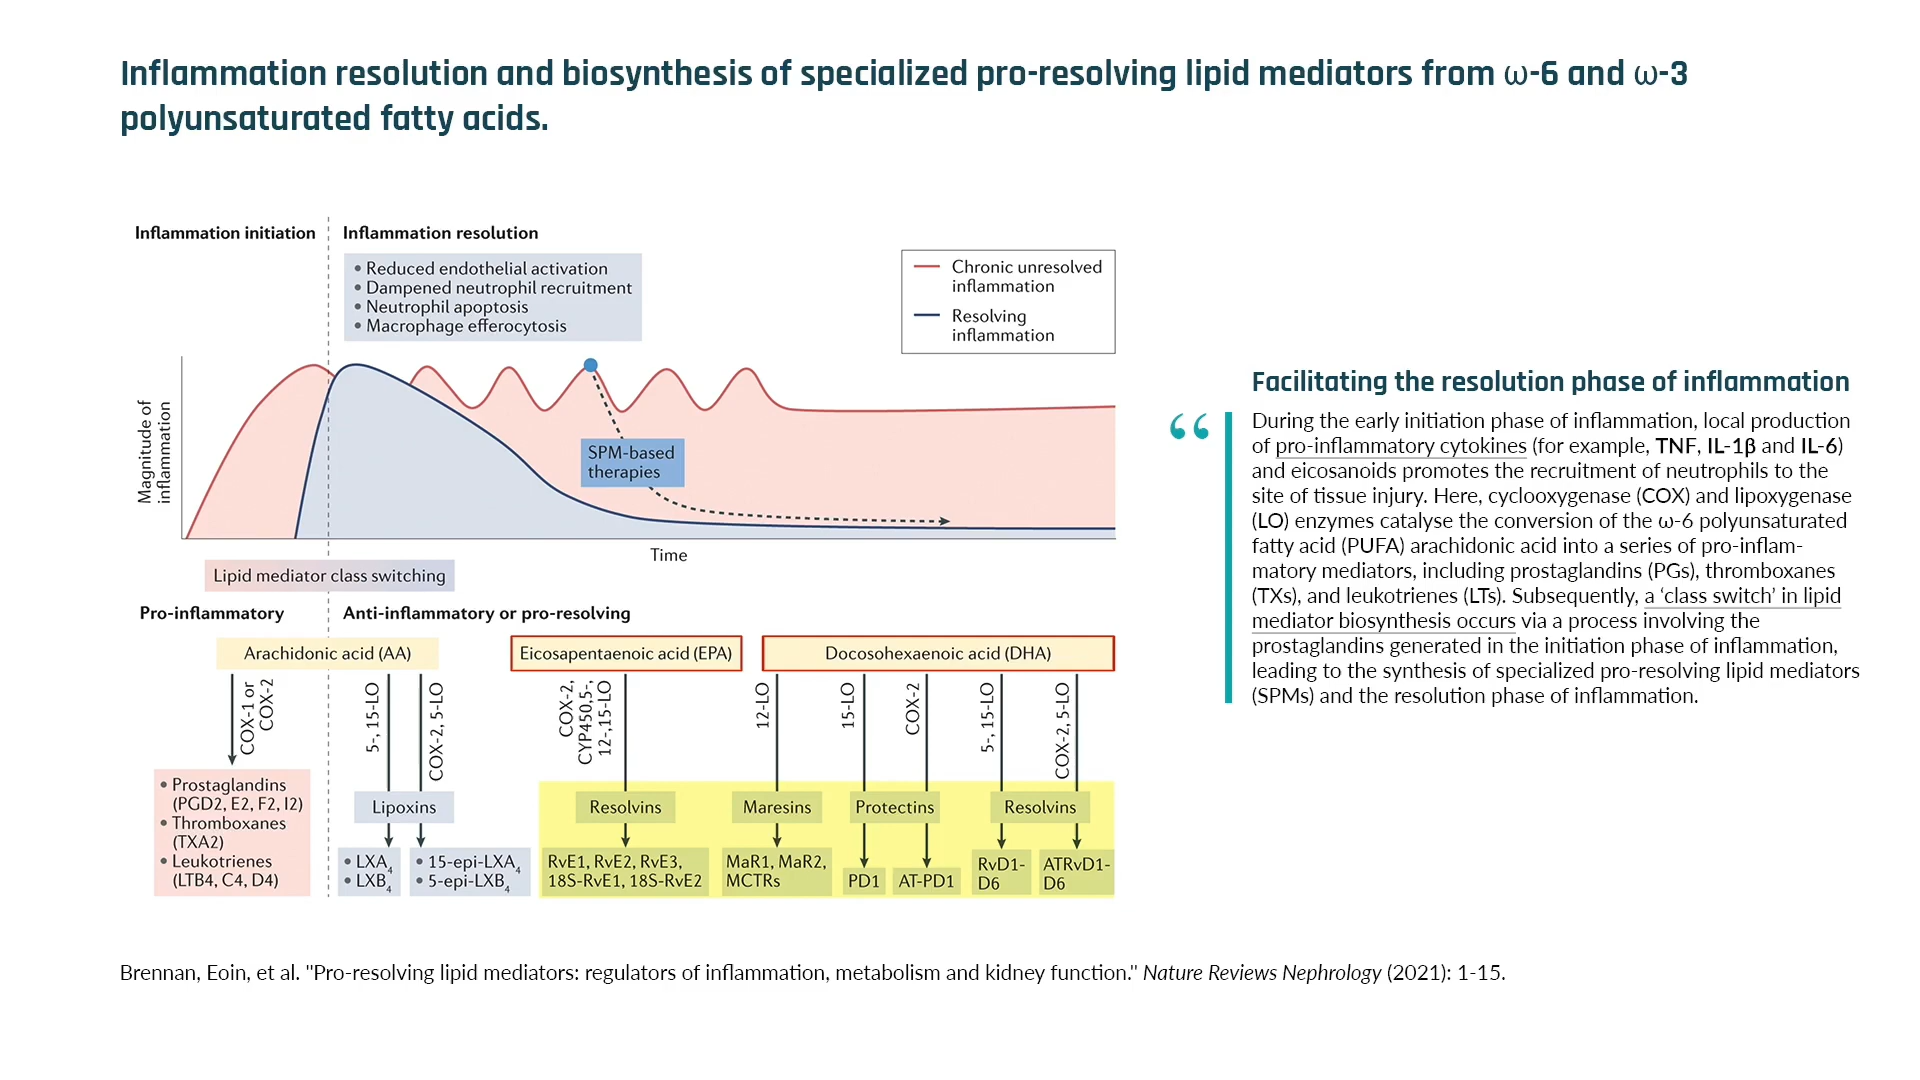 Inflammation resolution and biosynthesis of specialized pro-resolving lipid mediators from ω-6 and ω-3
polyunsaturated fatty acids.
Inflammation initiation
Inflammation resolution
• Reduced endothelial activation
• Dampened neutrophil recruitment
• Neutrophil apoptosis
• Macrophage efferocytosis
Chronic unresolved
inflammation
Resolving
inflammation
Magnitude of
inflammation
SPM-based
therapies
Time
Lipid mediator class switching
Pro-inflammatory
Anti-inflammatory or pro-resolving
Arachidonic acid (AA)
Eicosapentaenoic acid (EPA)
Docosohexaenoic acid (DHA)
COX-1 or
COX-2
5-, 15-LO
COX-2, 5-LO
COX-2,
CYP450,5-,
12-,15-LO
12-LO
15-LO
COX-2
5-, 15-LO
COX-2, 5-LO
• Prostaglandins
(PGD2, E2, F2, I2)
• Thromboxanes
(TXA2)
• Leukotrienes
(LTB4, C4, D4)
Lipoxins
Resolvins
Maresins
Protectins
Resolvins
• LXA₄
• LXB₄
• 15-epi-LXA₄
• 5-epi-LXB₄
RvE1, RvE2, RvE3,
18S-RvE1, 18S-RvE2
MaR1, MaR2,
MCTRs
PD1
AT-PD1
RvD1-
D6
ATRvD1-
D6
Facilitating the resolution phase of inflammation
“
During the early initiation phase of inflammation, local production
of pro-inflammatory cytokines (for example, TNF, IL-1β and IL-6)
and eicosanoids promotes the recruitment of neutrophils to the
site of tissue injury. Here, cyclooxygenase (COX) and lipoxygenase
(LO) enzymes catalyse the conversion of the ω-6 polyunsaturated
fatty acid (PUFA) arachidonic acid into a series of pro-inflam-
matory mediators, including prostaglandins (PGs), thromboxanes
(TXs), and leukotrienes (LTs). Subsequently, a ‘class switch’ in lipid
mediator biosynthesis occurs via a process involving the
prostaglandins generated in the initiation phase of inflammation,
leading to the synthesis of specialized pro-resolving lipid mediators
(SPMs) and the resolution phase of inflammation.
Brennan, Eoin, et al. "Pro-resolving lipid mediators: regulators of inflammation, metabolism and kidney function." Nature Reviews Nephrology (2021): 1-15.